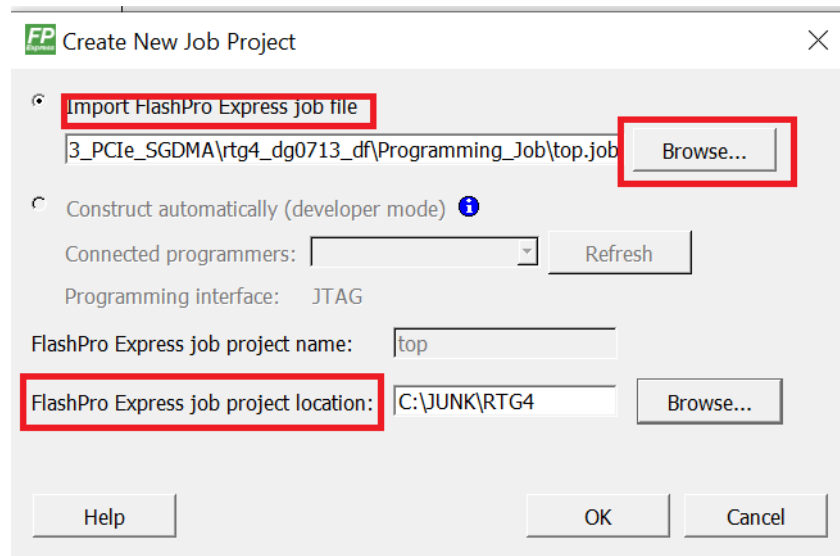 FP Express Create New Job Project
Import FlashPro Express job file
3_PCIe_SGDMA\rtg4_dg0713_df\Programming_Job\top.job Browse...
Construct automatically (developer mode) i
Connected programmers: Refresh
Programming interface: JTAG
FlashPro Express job project name: top
FlashPro Express job project location: C:\JUNK\RTG4 Browse...
Help OK Cancel